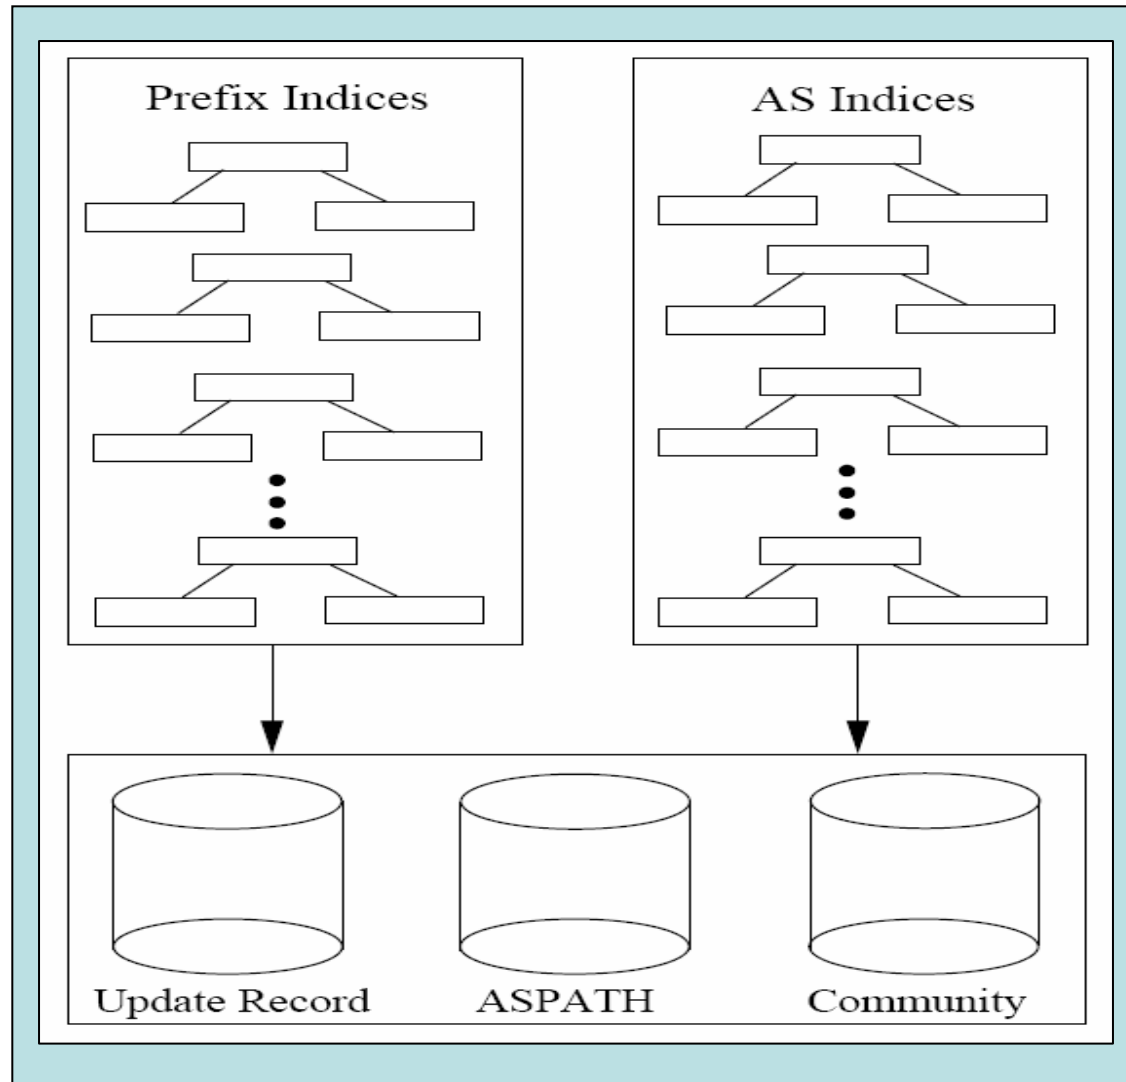 Prefix Indices
AS Indices
Update Record
ASPATH
Community